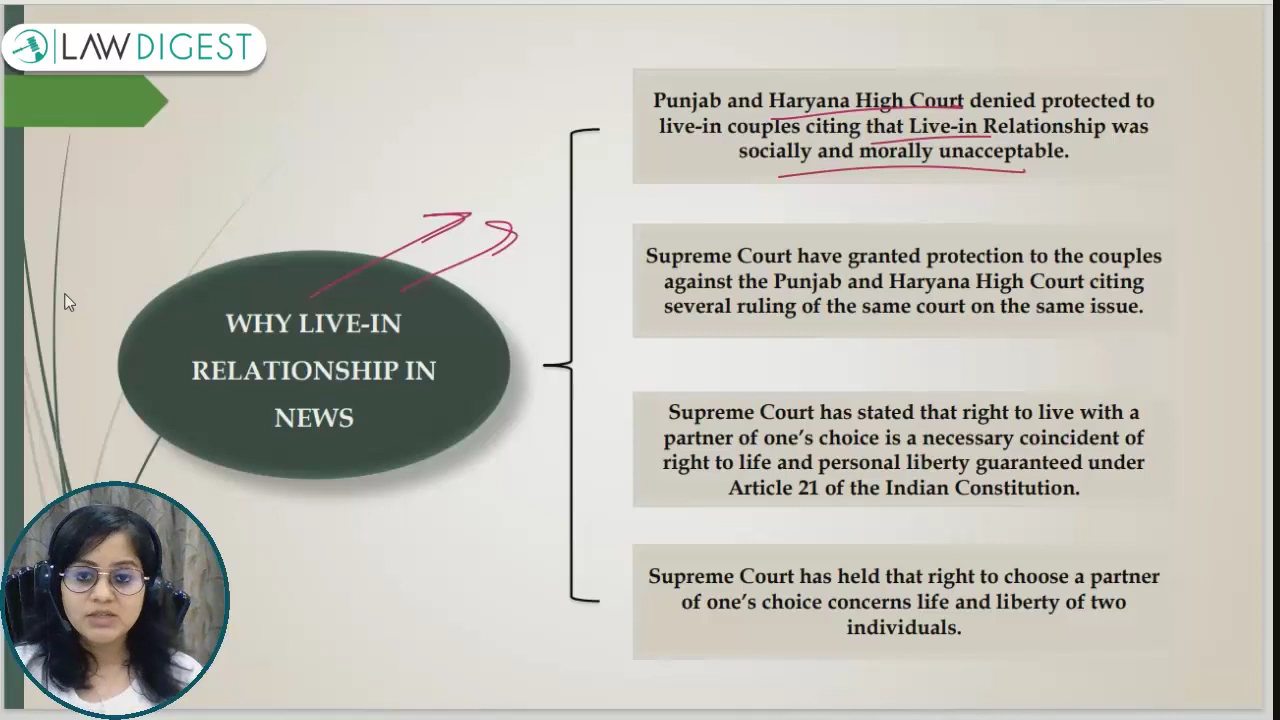 LAW DIGEST
Punjab and Haryana High Court denied protected to
live-in couples citing that Live-in Relationship was
socially and morally unacceptable.
Supreme Court have granted protection to the couples
against the Punjab and Haryana High Court citing
several ruling of the same court on the same issue.
WHY LIVE-IN
RELATIONSHIP IN
NEWS
Supreme Court has stated that right to live with a
partner of one’s choice is a necessary coincident of
right to life and personal liberty guaranteed under
Article 21 of the Indian Constitution.
Supreme Court has held that right to choose a partner
of one’s choice concerns life and liberty of two
individuals.